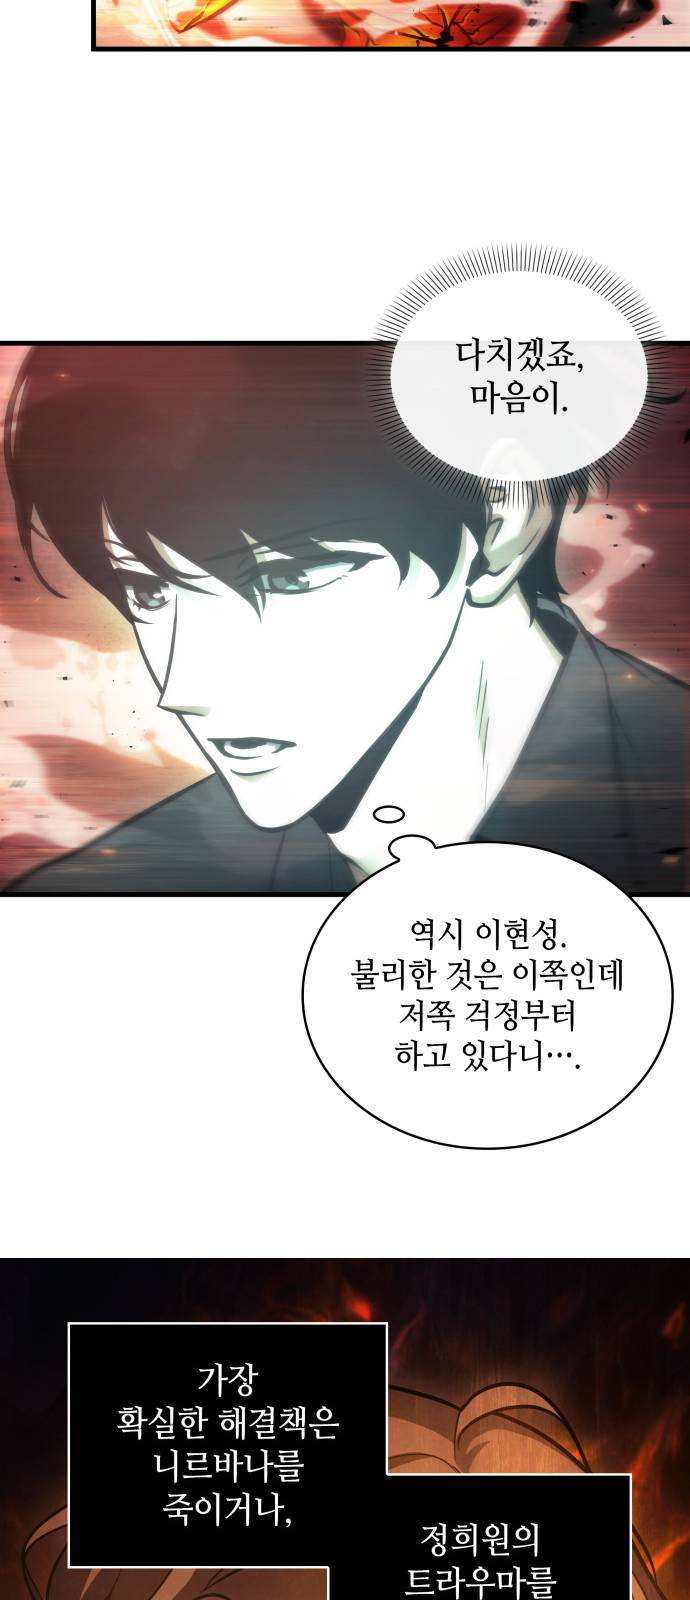 다치겠죠,
마음이.
역시 이현성.
불리한 것은 이쪽인데
저쪽 걱정부터
하고 있다니….
가장
확실한 해결책은
니르바나를
죽이거나,
정희원의
트라우마를